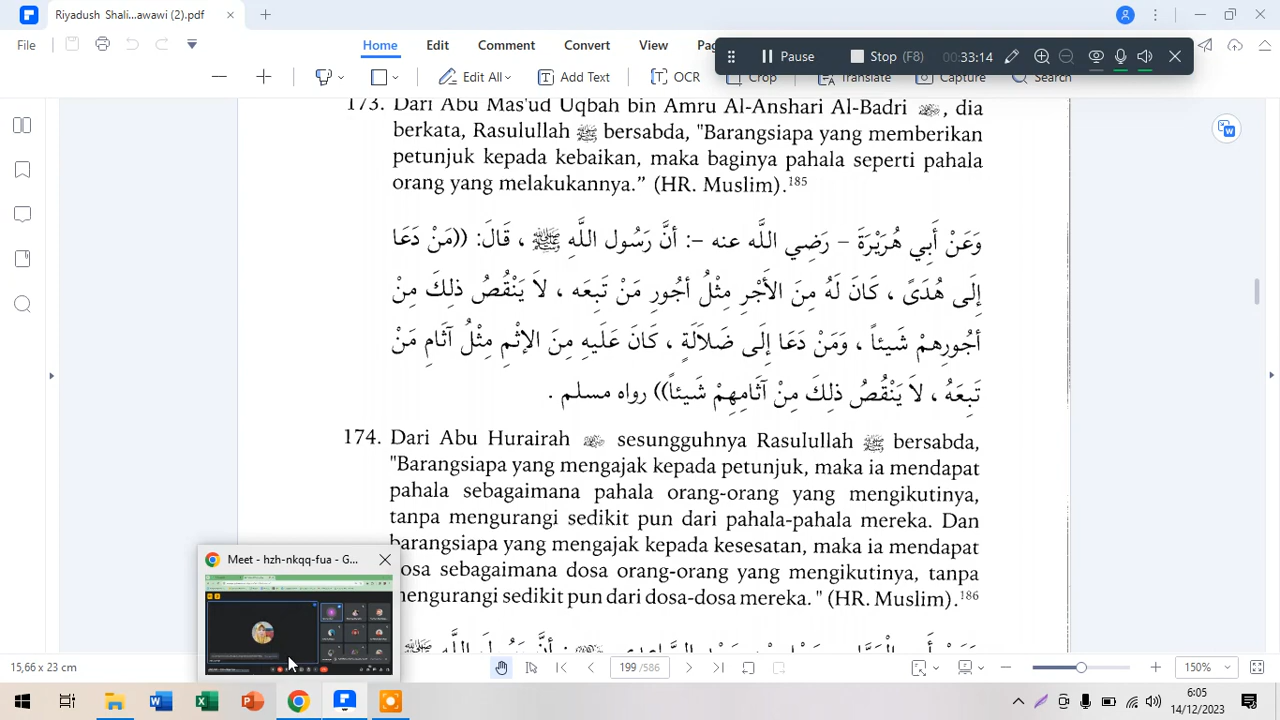 Riyadush Shali...awawi (2).pdf
File
Home
Edit
Comment
Convert
View
Pause
Stop (F8)
00:33:14
Edit All
Add Text
OCR
Crop
Translate
Capture
Search
173. Dari Abu Mas'ud Uqbah bin Amru Al-Anshari Al-Badri ﷺ, dia
berkata, Rasulullah ﷺ bersabda, "Barangsiapa yang memberikan
petunjuk kepada kebaikan, maka baginya pahala seperti pahala
orang yang melakukannya.” (HR. Muslim).185
وَعَنْ أَبِي هُرَيْرَةَ – رَضِي اللَّه عنه –: أنَّ رَسُول اللَّهِ ﷺ ، قَالَ: ((مَنْ دَعَا
إِلَى هُدَىً ، كَانَ لَهُ مِنَ الأَجْرِ مِثْلُ أجُورِ مَنْ تَبِعَه ، لاَ يَنْقُصُ ذلِكَ مِنْ
أجُورِهِمْ شَيئاً ، وَمَنْ دَعَا إِلَى ضَلاَلَةٍ ، كَانَ عَلَيهِ مِنَ الإثْمِ مِثْلُ آثَامِ مَنْ
تَبِعَهُ ، لاَ يَنْقُصُ ذلِكَ مِنْ آثَامِهِمْ شَيئاً)) رواه مسلم .
174. Dari Abu Hurairah sesungguhnya Rasulullah ﷺ bersabda,
"Barangsiapa yang mengajak kepada petunjuk, maka ia mendapat
pahala sebagaimana pahala orang-orang yang mengikutinya,
tanpa mengurangi sedikit pun dari pahala-pahala mereka. Dan
barangsiapa yang mengajak kepada kesesatan, maka ia mendapat
dosa sebagaimana dosa orang-orang yang mengikutinya, tanpa
mengurangi sedikit pun dari dosa-dosa mereka. " (HR. Muslim).186
Meet - hzh-nkqq-fua - G...
15,66 x 23 cm
199 /586
150%
6:05
14/12/2023